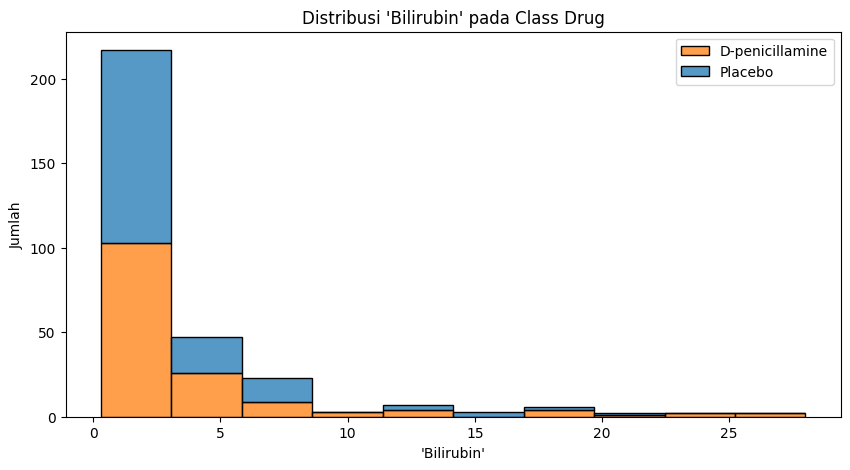 Distribusi 'Bilirubin' pada Class Drug
D-penicillamine
Placebo
Jumlah
200
150
100
50
0
0 5 10 15 20 25
'Bilirubin'